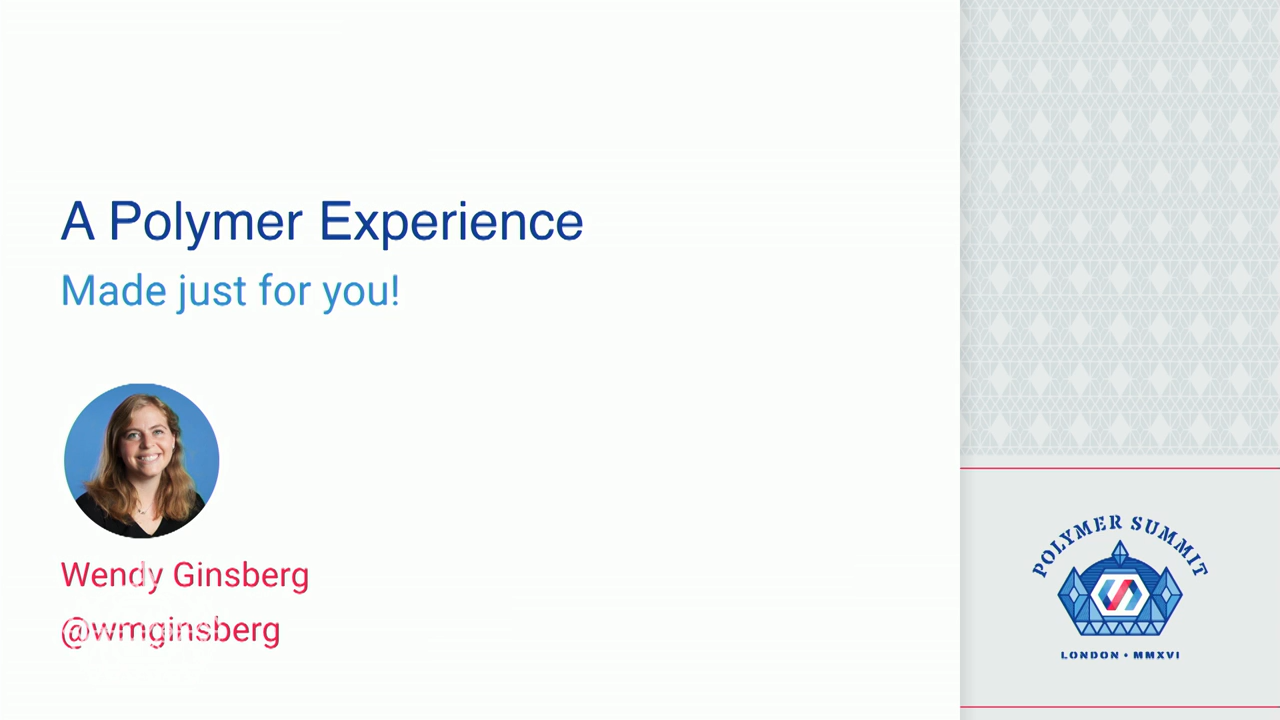 A Polymer Experience
Made just for you!
Wendy Ginsberg
@wmginsberg
POLYMER SUMMIT
LONDON • MMXVI